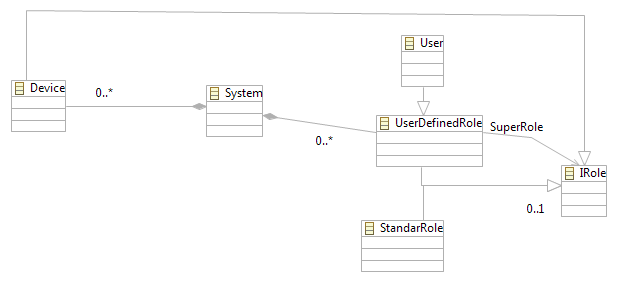 User
Device
System
0..*
UserDefinedRole
SuperRole
0..*
IRole
0..1
StandarRole